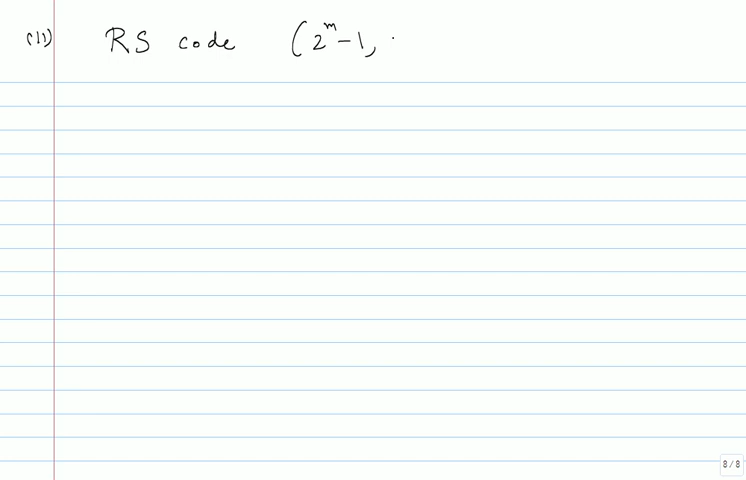 (11) RS code (2^m - 1,
8 / 8